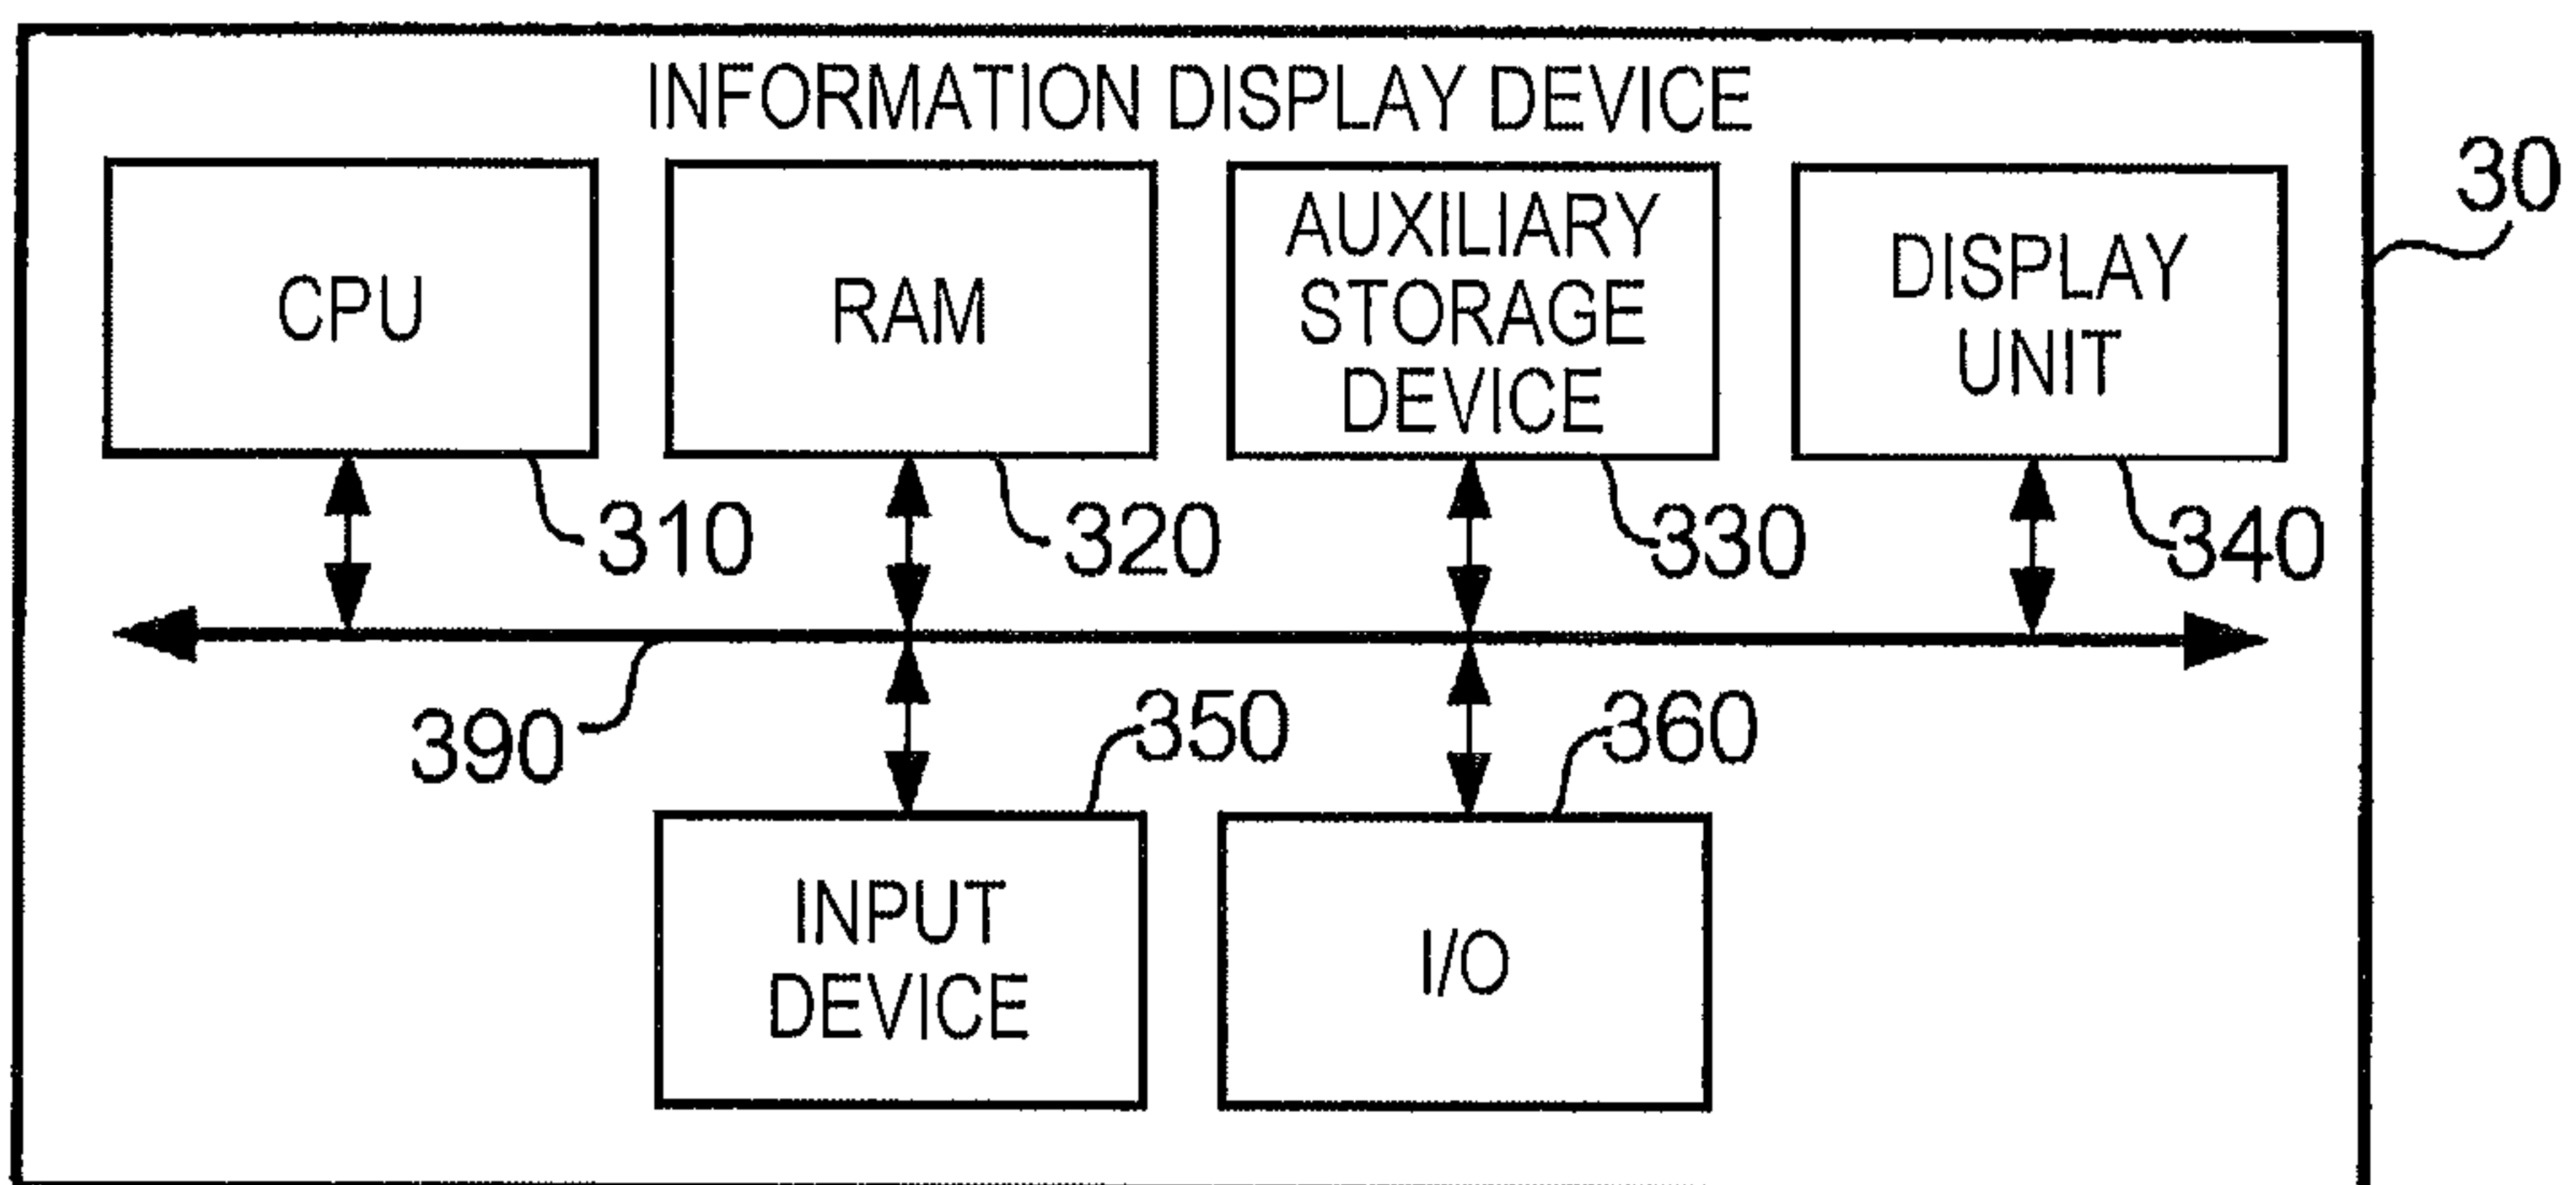 INFORMATION DISPLAY DEVICE
30
CPU
RAM
AUXILIARY
STORAGE
DEVICE
DISPLAY
UNIT
310
320
330
340
390
350
360
INPUT
DEVICE
I/O